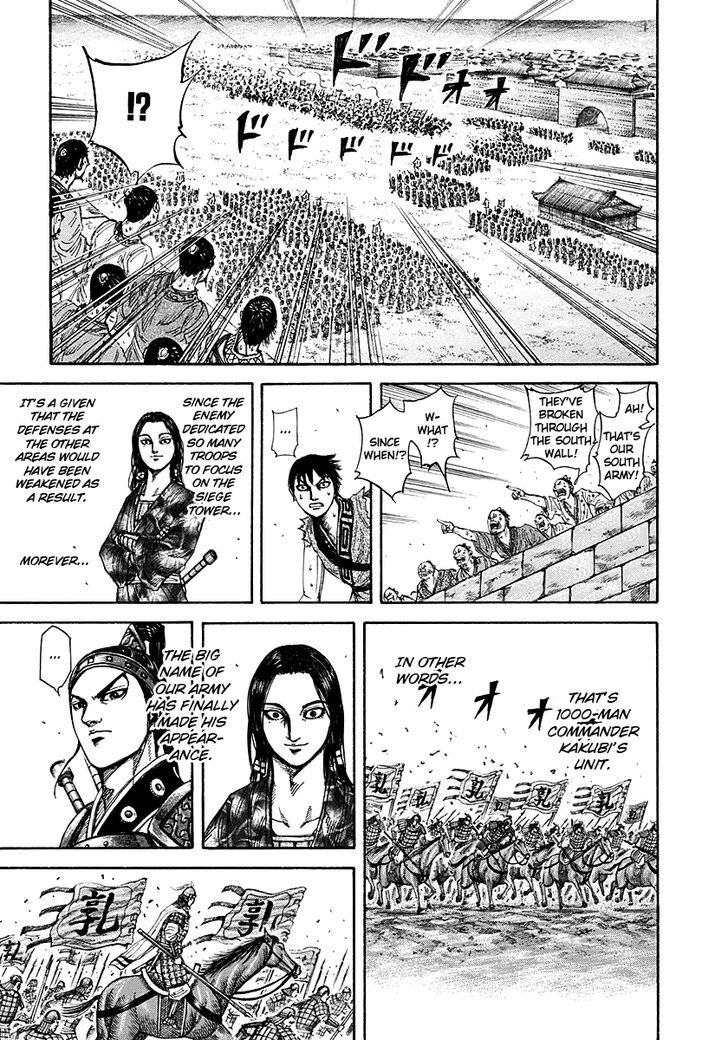 ドドオオ
ドドドド
!?
AH!
THAT'S
OUR
SOUTH
ARMY!
THEY'VE
BROKEN
THROUGH
THE SOUTH
WALL!
W-
WHAT
!?
SINCE
WHEN!?
...
SINCE THE
ENEMY
DEDICATED
SO MANY
TROOPS
TO FOCUS
ON THE
SIEGE
TOWER...
IT'S A GIVEN
THAT THE
DEFENSES AT
THE OTHER
AREAS WOULD
HAVE BEEN
WEAKENED
AS A RESULT.
MOREVER...
IN OTHER
WORDS...
オオ
THAT'S
1000-MAN
COMMANDER
KAKUBI'S
UNIT.
THE BIG
NAME OF
OUR ARMY
HAS FINALLY
MADE HIS
APPEAR-
ANCE.
...